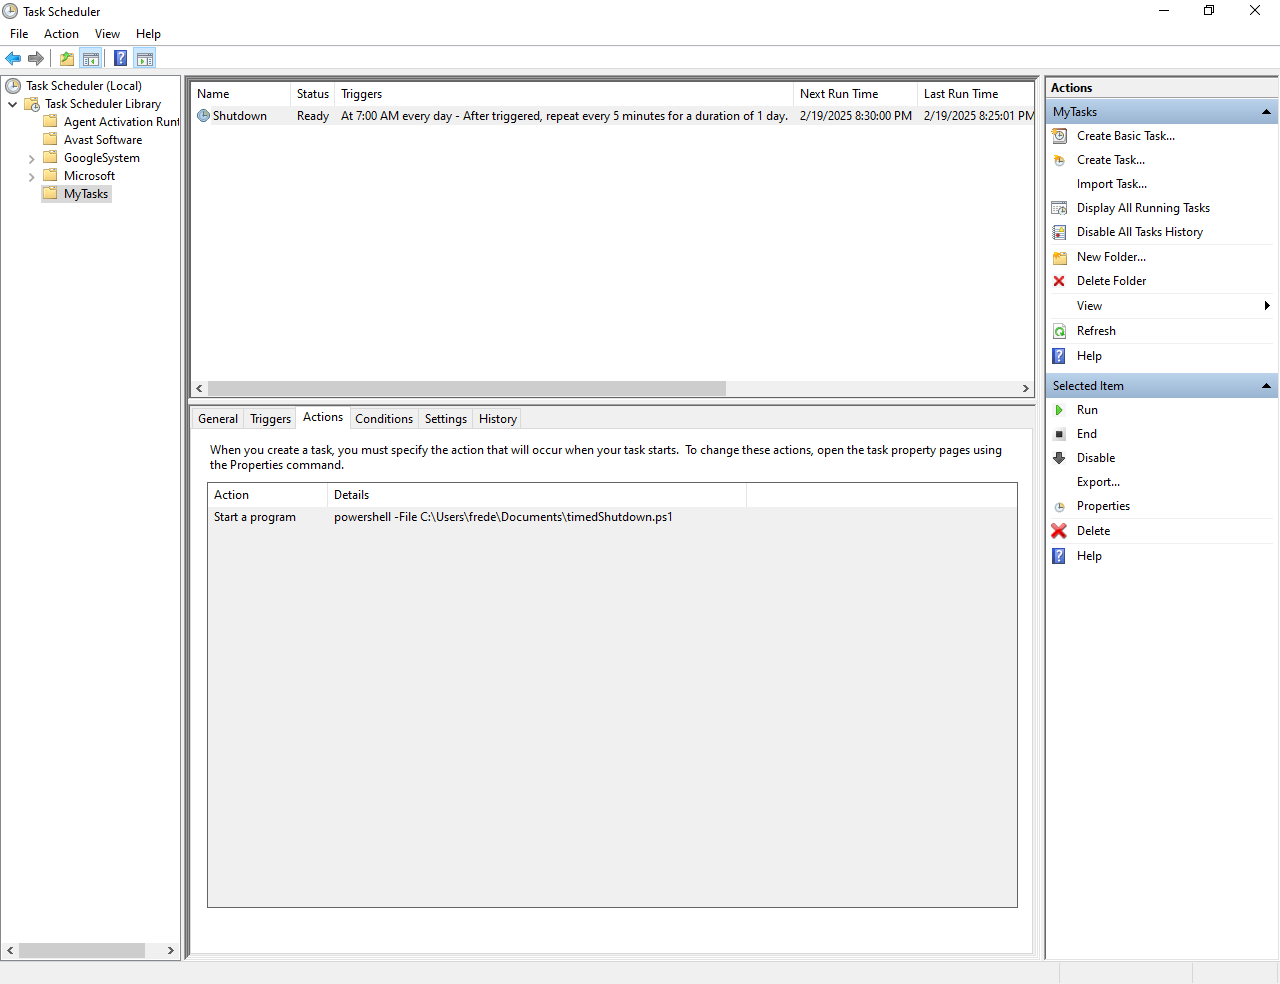 Task Scheduler
File Action View Help
Task Scheduler (Local)
Task Scheduler Library
Agent Activation Runt
Avast Software
GoogleSystem
Microsoft
MyTasks
Name Status Triggers Next Run Time Last Run Time
Shutdown Ready At 7:00 AM every day - After triggered, repeat every 5 minutes for a duration of 1 day. 2/19/2025 8:30:00 PM 2/19/2025 8:25:01 PM
General Triggers Actions Conditions Settings History
When you create a task, you must specify the action that will occur when your task starts.  To change these actions, open the task property pages using
the Properties command.
Action Details
Start a program powershell -File C:\Users\frede\Documents\timedShutdown.ps1
Actions
MyTasks
Create Basic Task...
Create Task...
Import Task...
Display All Running Tasks
Disable All Tasks History
New Folder...
Delete Folder
View
Refresh
Help
Selected Item
Run
End
Disable
Export...
Properties
Delete
Help